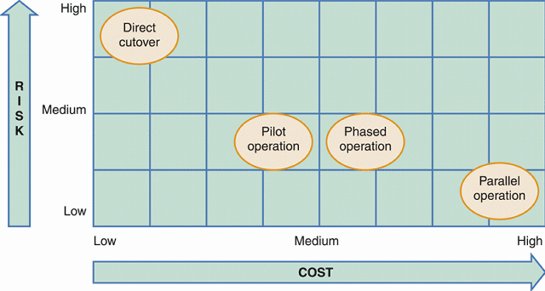 High
Direct
cutover
RISK
Medium
Pilot
operation
Phased
operation
Parallel
operation
Low
Low
Medium
High
COST